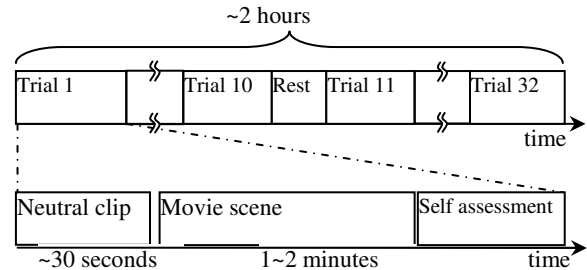 ~2 hours
Trial 1 Trial 10 Rest Trial 11 Trial 32
time
Neutral clip Movie scene Self assessment
~30 seconds 1~2 minutes time